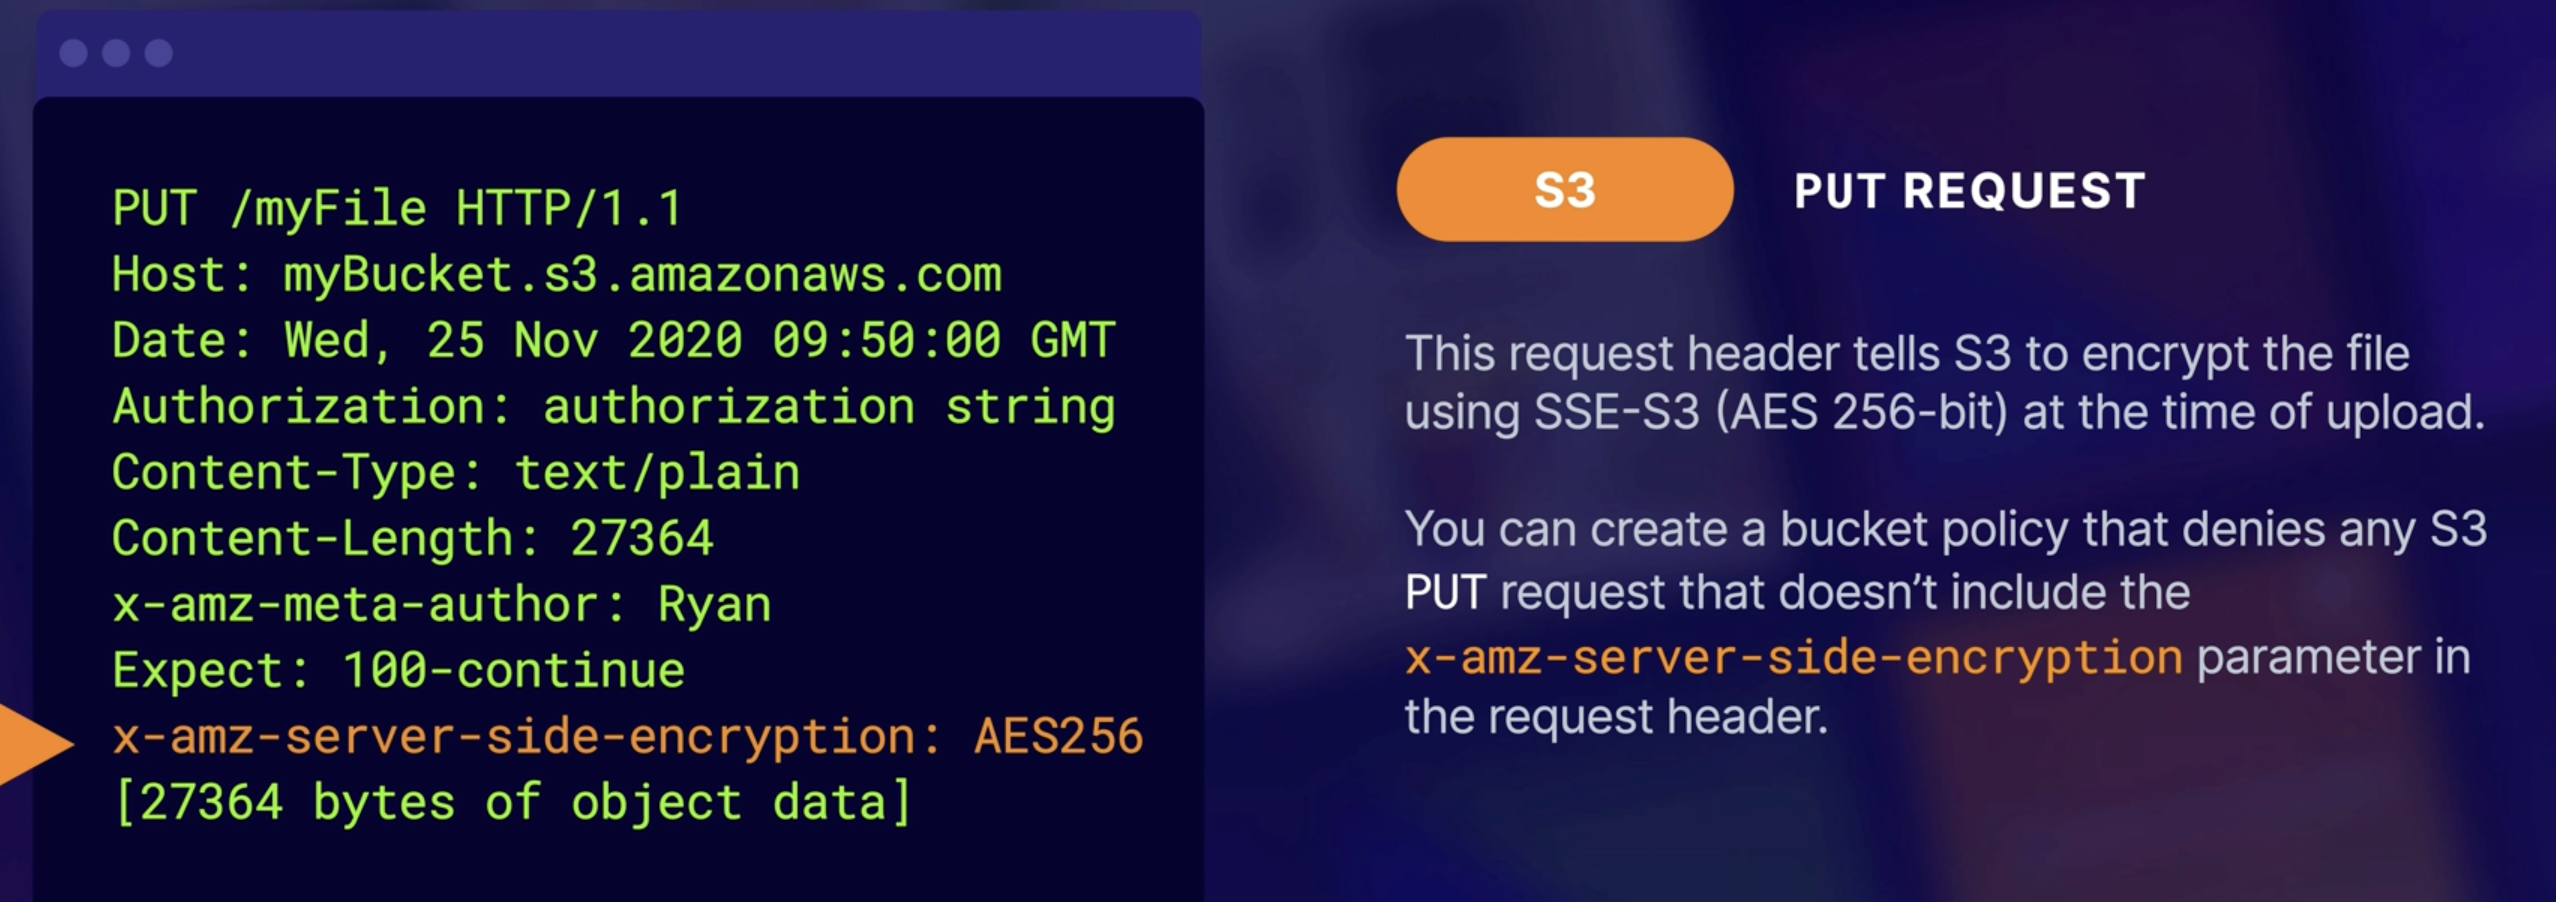 PUT /myFile HTTP/1.1
Host: myBucket.s3.amazonaws.com
Date: Wed, 25 Nov 2020 09:50:00 GMT
Authorization: authorization string
Content-Type: text/plain
Content-Length: 27364
x-amz-meta-author: Ryan
Expect: 100-continue
x-amz-server-side-encryption: AES256
[27364 bytes of object data]
S3 PUT REQUEST
This request header tells S3 to encrypt the file
using SSE-S3 (AES 256-bit) at the time of upload.
You can create a bucket policy that denies any S3
PUT request that doesn’t include the
x-amz-server-side-encryption parameter in
the request header.